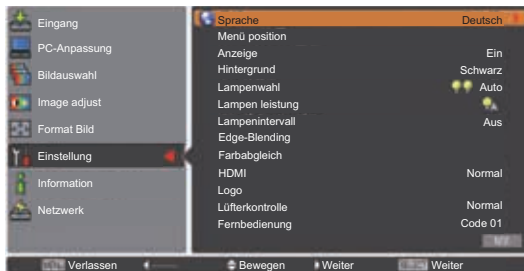 Eingang
PC-Anpassung
Bildauswahl
Image adjust
Format Bild
Einstellung
Information
Netzwerk
Sprache Deutsch
Menü position
Anzeige Ein
Hintergrund Schwarz
Lampenwahl Auto
Lampen leistung
Lampenintervall Aus
Edge-Blending
Farbabgleich
HDMI Normal
Logo
Lüfterkontrolle Normal
Fernbedienung Code 01
Verlassen Bewegen Weiter Weiter